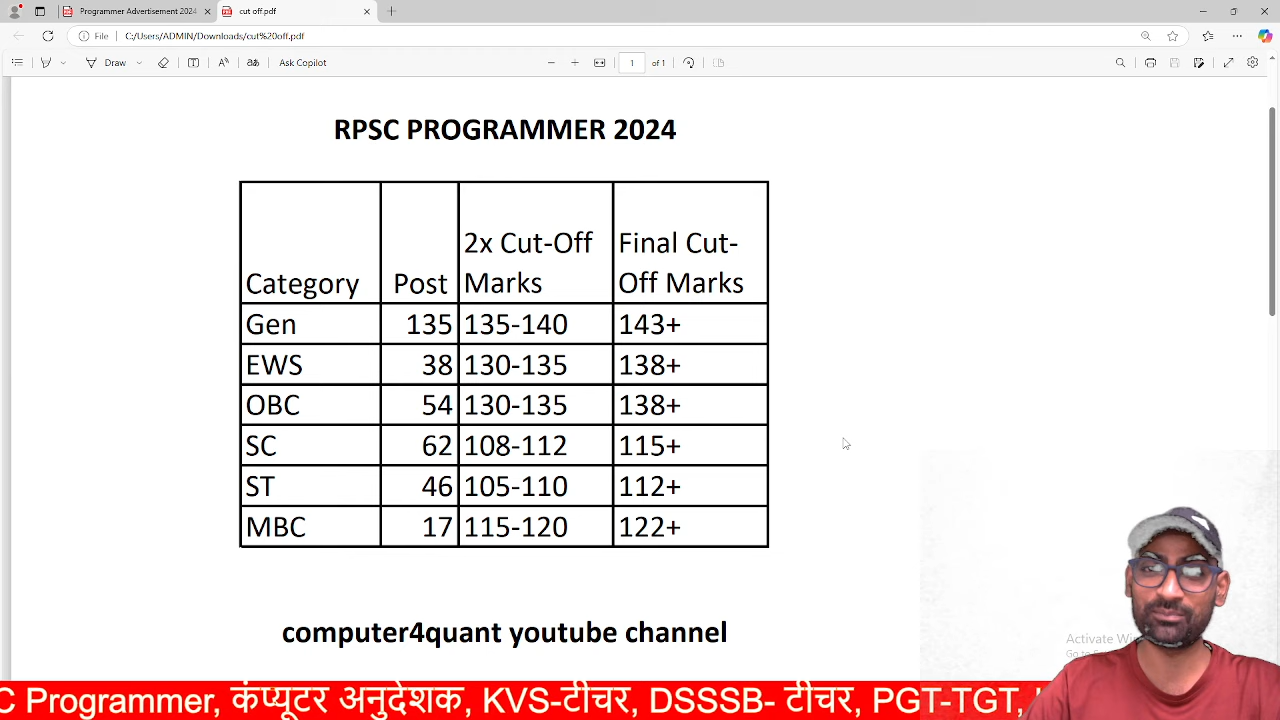 Programmer Advertisement 2024
cut off.pdf
File
C:/Users/ADMIN/Downloads/cut%20off.pdf
Draw
Ask Copilot
1
of 1
RPSC PROGRAMMER 2024
Category Post 2x Cut-Off Marks Final Cut-Off Marks
Gen 135 135-140 143+
EWS 38 130-135 138+
OBC 54 130-135 138+
SC 62 108-112 115+
ST 46 105-110 112+
MBC 17 115-120 122+
computer4quant youtube channel
Activate
Go to
C Programmer, कंप्यूटर अनुदेशक, KVS-टीचर, DSSSB- टीचर, PGT-TGT,